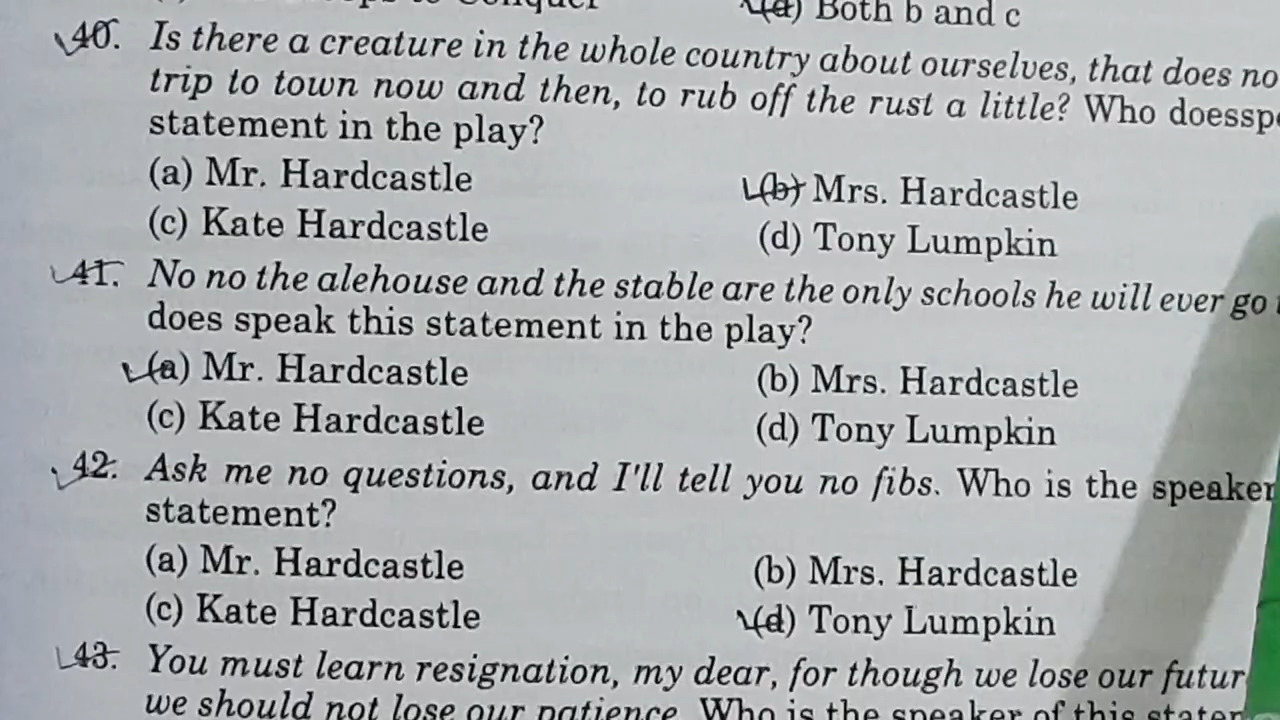 (d) Both b and c
40. Is there a creature in the whole country about ourselves, that does no
trip to town now and then, to rub off the rust a little? Who doesspe
statement in the play?
(a) Mr. Hardcastle (b) Mrs. Hardcastle
(c) Kate Hardcastle (d) Tony Lumpkin
41. No no the alehouse and the stable are the only schools he will ever go
does speak this statement in the play?
(a) Mr. Hardcastle (b) Mrs. Hardcastle
(c) Kate Hardcastle (d) Tony Lumpkin
42. Ask me no questions, and I'll tell you no fibs. Who is the speaker
statement?
(a) Mr. Hardcastle (b) Mrs. Hardcastle
(c) Kate Hardcastle (d) Tony Lumpkin
43. You must learn resignation, my dear, for though we lose our futur
we should not lose our patience. Who is the speaker of this stater